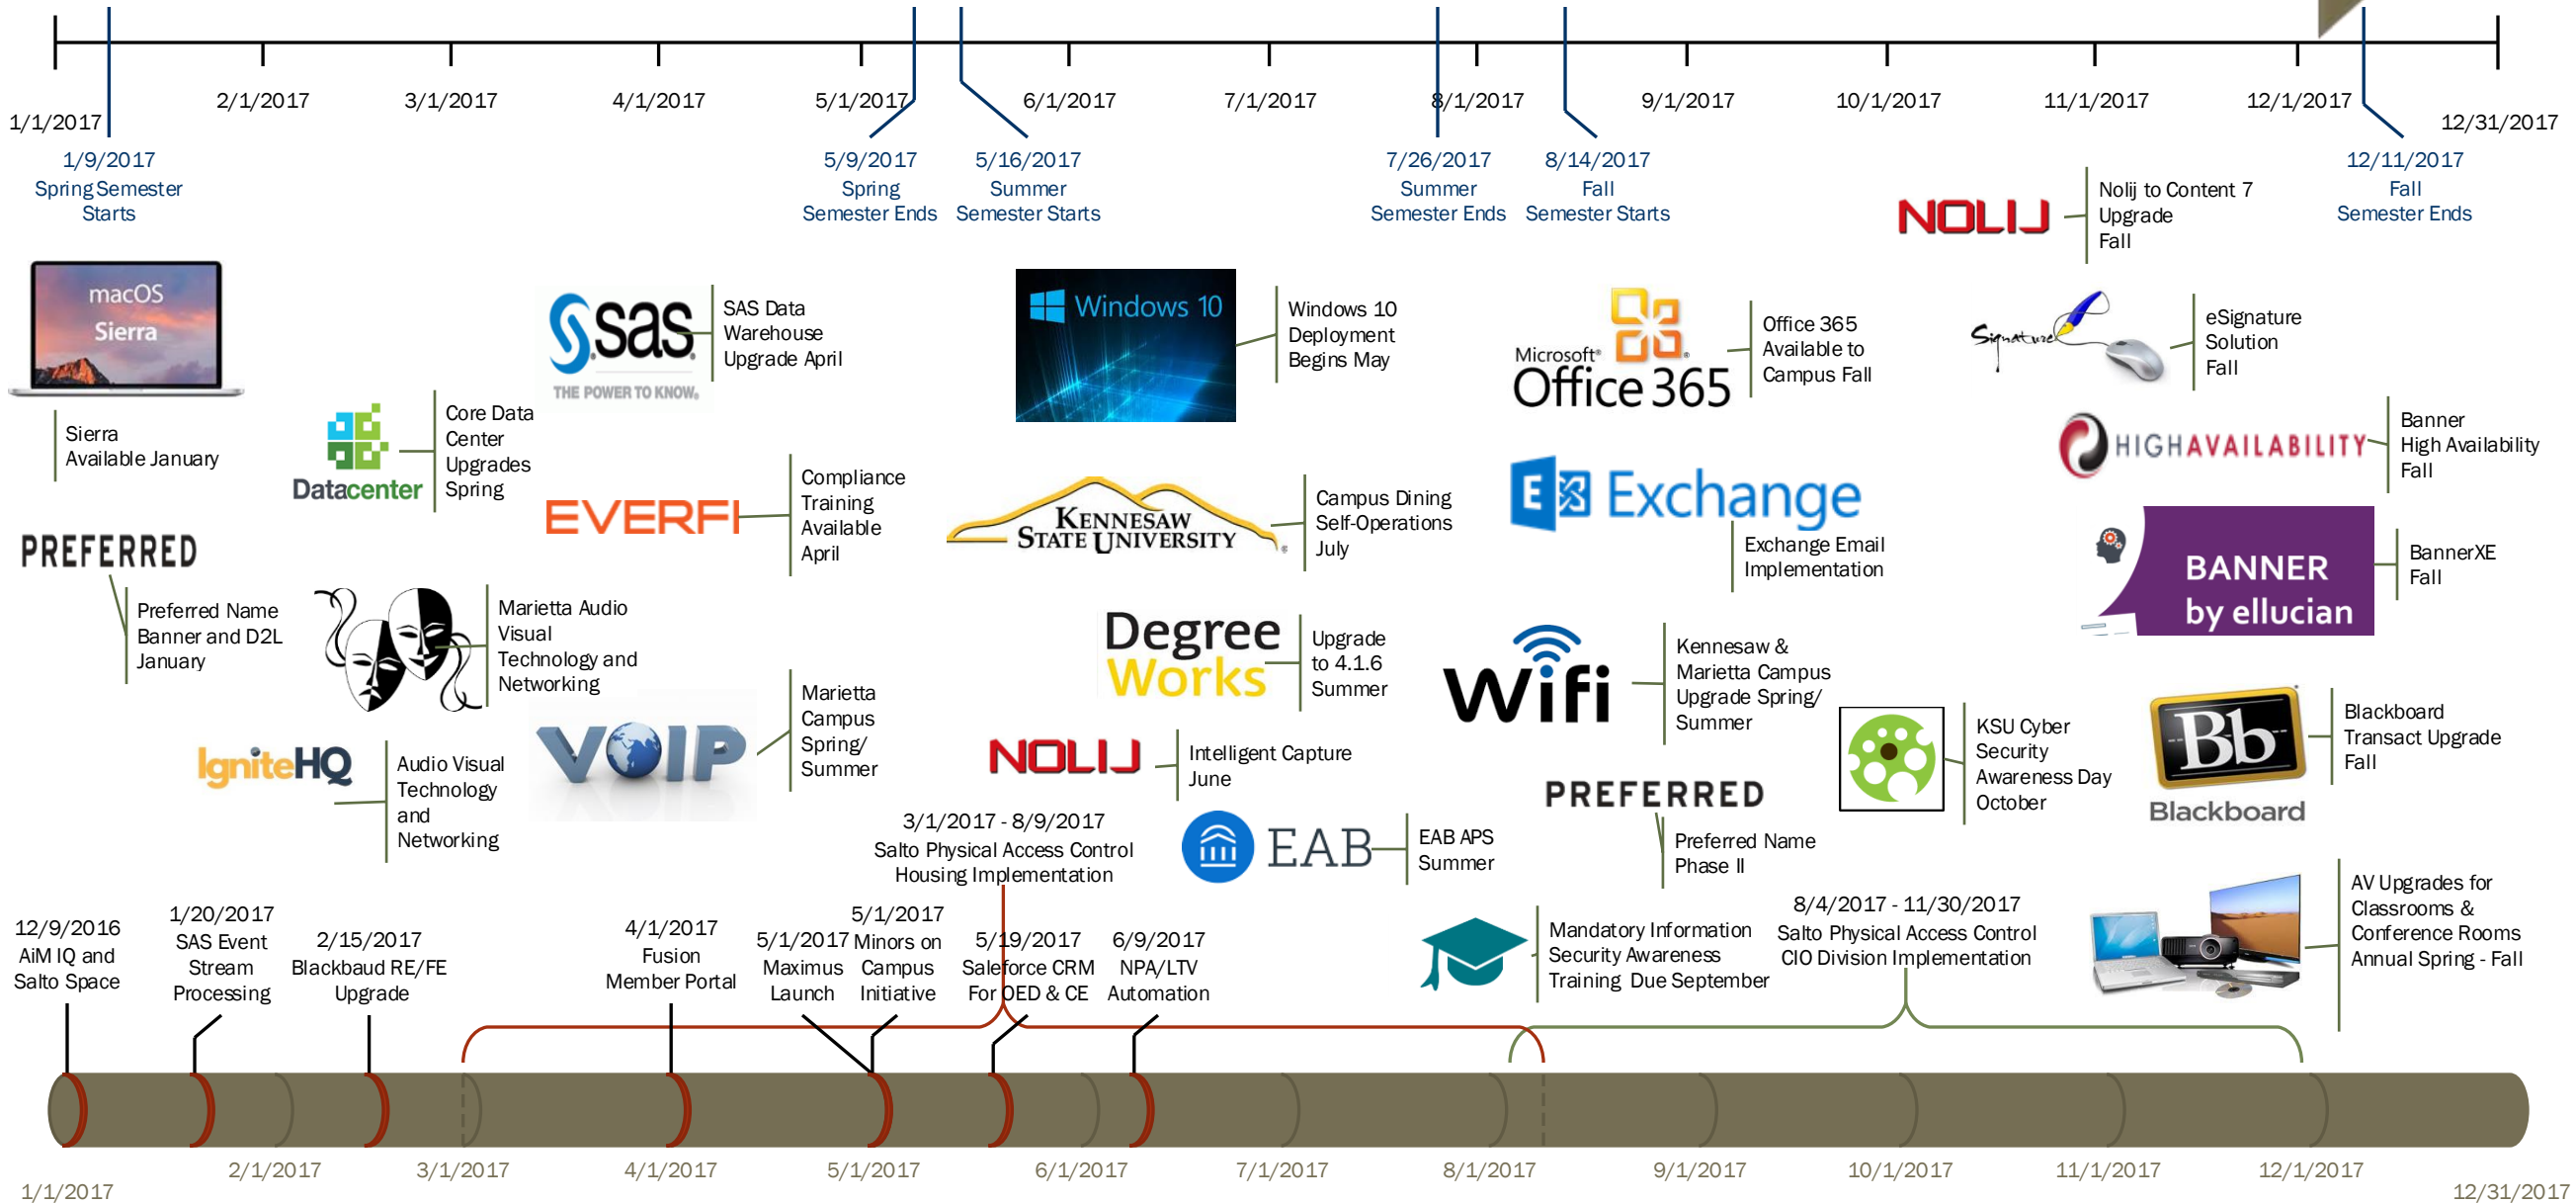 2/1/2017
3/1/2017
4/1/2017
5/1/2017
6/1/2017
7/1/2017
8/1/2017
9/1/2017
10/1/2017
11/1/2017
12/1/2017
1/1/2017
12/31/2017
1/9/2017
Spring Semester
Starts
5/9/2017
Spring
Semester Ends
5/16/2017
Summer
Semester Starts
7/26/2017
Summer
Semester Ends
8/14/2017
Fall
Semester Starts
12/11/2017
Fall
Semester Ends
NOLIJ
Nolij to Content 7
Upgrade
Fall
macOS
Sierra
Sierra
Available January
Datacenter
Core Data
Center
Upgrades
Spring
sas
THE POWER TO KNOW.
SAS Data
Warehouse
Upgrade April
Windows 10
Windows 10
Deployment
Begins May
Microsoft®
Office 365
Office 365
Available to
Campus Fall
Signature
eSignature
Solution
Fall
HIGHAVAILABILITY
Banner
High Availability
Fall
PREFERRED
Preferred Name
Banner and D2L
January
EVERFI
Compliance
Training
Available
April
KENNESAW
STATE UNIVERSITY®
Campus Dining
Self-Operations
July
E
Exchange
Exchange Email
Implementation
BANNER
by ellucian
BannerXE
Fall
Marietta Audio
Visual
Technology and
Networking
Degree
Works
Upgrade
to 4.1.6
Summer
Wifi
Kennesaw &
Marietta Campus
Upgrade Spring/
Summer
IgniteHQ
Audio Visual
Technology
and
Networking
VOIP
Marietta
Campus
Spring/
Summer
NOLIJ
Intelligent Capture
June
KSU Cyber
Security
Awareness Day
October
Bb
Blackboard
Blackboard
Transact Upgrade
Fall
PREFERRED
Preferred Name
Phase II
EAB
EAB APS
Summer
3/1/2017 - 8/9/2017
Salto Physical Access Control
Housing Implementation
Mandatory Information
Security Awareness
Training Due September
8/4/2017 - 11/30/2017
Salto Physical Access Control
CIO Division Implementation
AV Upgrades for
Classrooms &
Conference Rooms
Annual Spring - Fall
12/9/2016
AiM IQ and
Salto Space
1/20/2017
SAS Event
Stream
Processing
2/15/2017
Blackbaud RE/FE
Upgrade
4/1/2017
Fusion
Member Portal
5/1/2017
Maximus
Launch
5/1/2017
Minors on
Campus
Initiative
5/19/2017
Saleforce CRM
For OED & CE
6/9/2017
NPA/LTV
Automation
1/1/2017
2/1/2017
3/1/2017
4/1/2017
5/1/2017
6/1/2017
7/1/2017
8/1/2017
9/1/2017
10/1/2017
11/1/2017
12/1/2017
12/31/2017